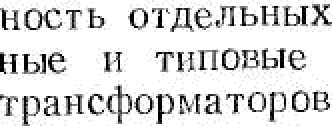 ность отдельных
ные и типовые
трансформаторов